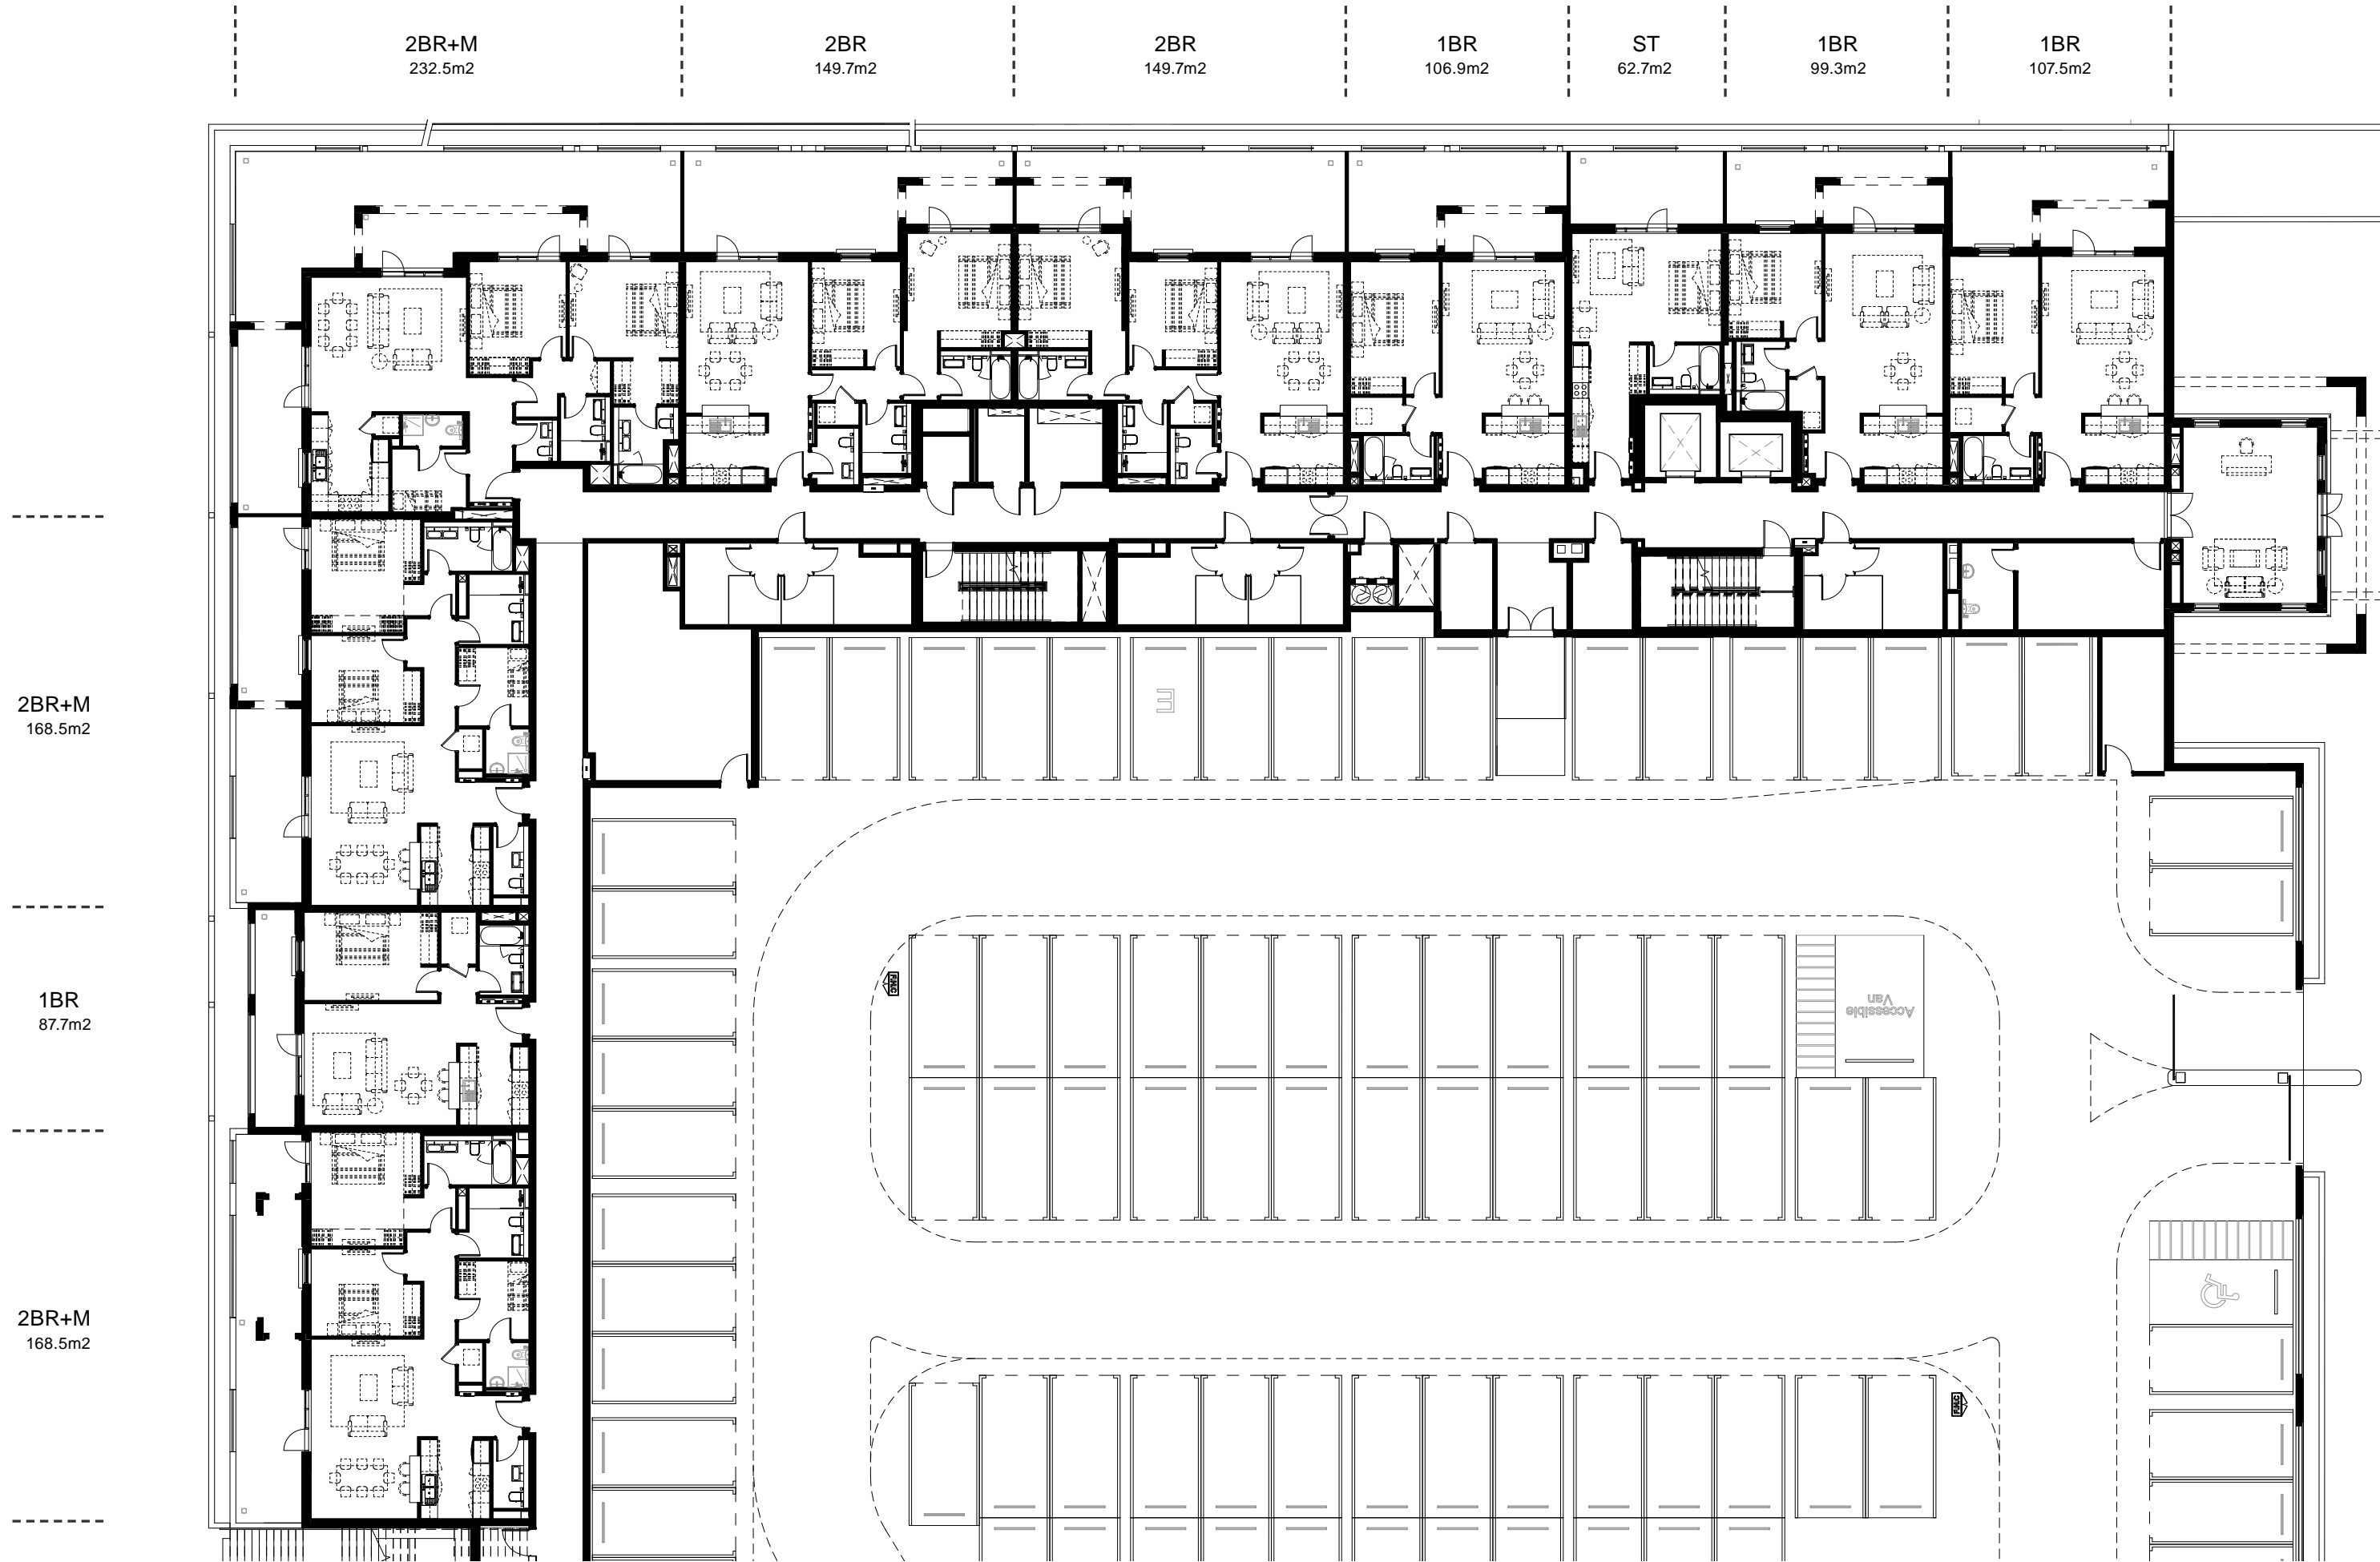 2BR+M
232.5m2
2BR
149.7m2
2BR
149.7m2
1BR
106.9m2
ST
62.7m2
1BR
99.3m2
1BR
107.5m2
2BR+M
168.5m2
1BR
87.7m2
2BR+M
168.5m2
E
F.H.C
Accessible
Van
F.H.C